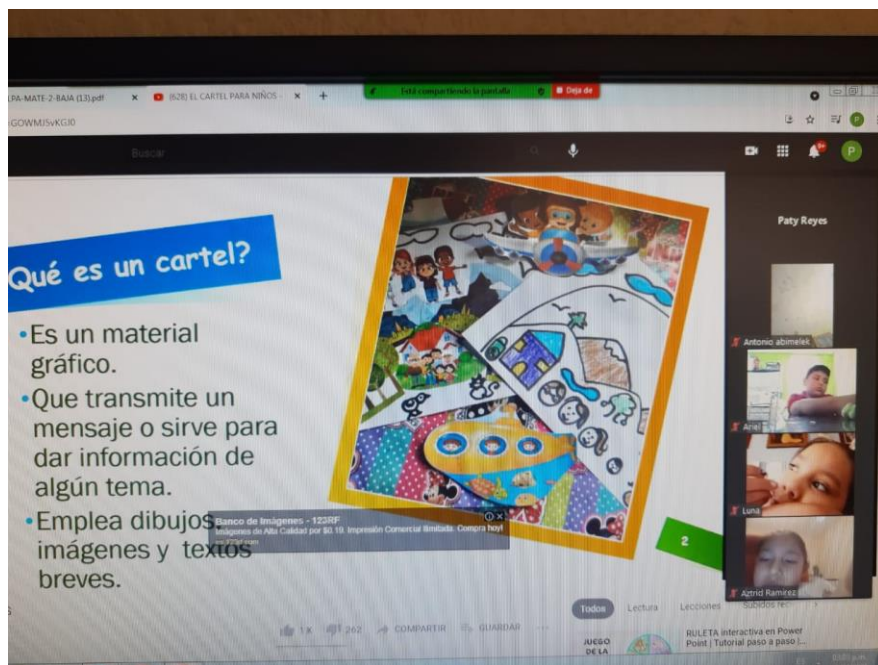 LPA-MATE-2-BAJA (13).pdf
(628) EL CARTEL PARA NIÑOS -
Está compartiendo la pantalla
Deja de
GOWMJ5vKGJ0
Buscar
9+
P
P
Qué es un cartel?
•Es un material
gráfico.
•Que transmite un
mensaje o sirve para
dar información de
algún tema.
•Emplea dibujos,
imágenes y textos
breves.
Banco de Imágenes - 123RF
Imágenes de Alta Calidad por $0.19. Impresión Comercial Ilimitada. Compra hoy!
2
Paty Reyes
Antonio abimelek
Ariel
Luna
Aztrid Ramirez
1 K
262
COMPARTIR
GUARDAR
Todos
Lectura
Lecciones
Subidos
JUEGO
DE LA
RULETA interactiva en Power
Point | Tutorial paso a paso |...